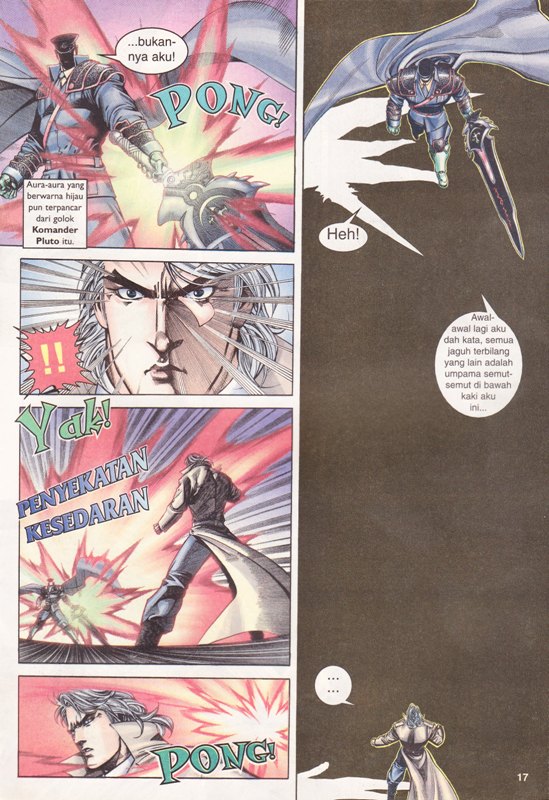 ...bukan-
nya aku!
PONG!
Aura-aura yang
berwarna hijau
pun terpancar
dari golok
Komander
Pluto itu.
!!
Yak!
PENYEKATAN
KESEDARAN
PONG!
Heh!
Awal-
awal lagi aku
dah kata, semua
jaguh terbilang
yang lain adalah
umpama semut-
semut di bawah
kaki aku
ini...
...
...
17